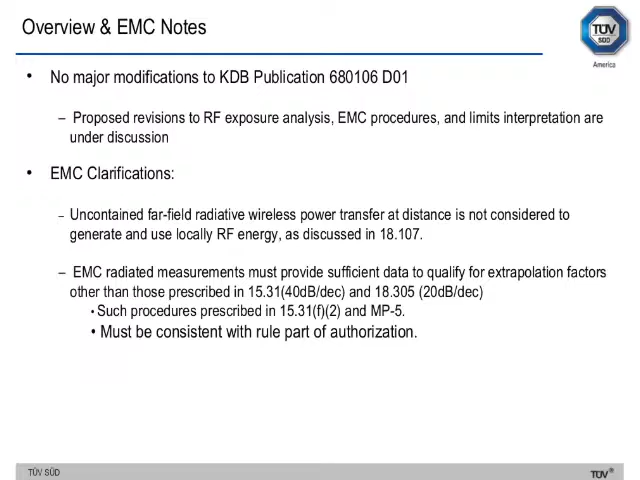 Overview & EMC Notes
TÜV
SÜD
America
• No major modifications to KDB Publication 680106 D01
– Proposed revisions to RF exposure analysis, EMC procedures, and limits interpretation are
under discussion
• EMC Clarifications:
– Uncontained far-field radiative wireless power transfer at distance is not considered to
generate and use locally RF energy, as discussed in 18.107.
– EMC radiated measurements must provide sufficient data to qualify for extrapolation factors
other than those prescribed in 15.31(40dB/dec) and 18.305 (20dB/dec)
• Such procedures prescribed in 15.31(f)(2) and MP-5.
• Must be consistent with rule part of authorization.
TÜV SÜD
TÜV®